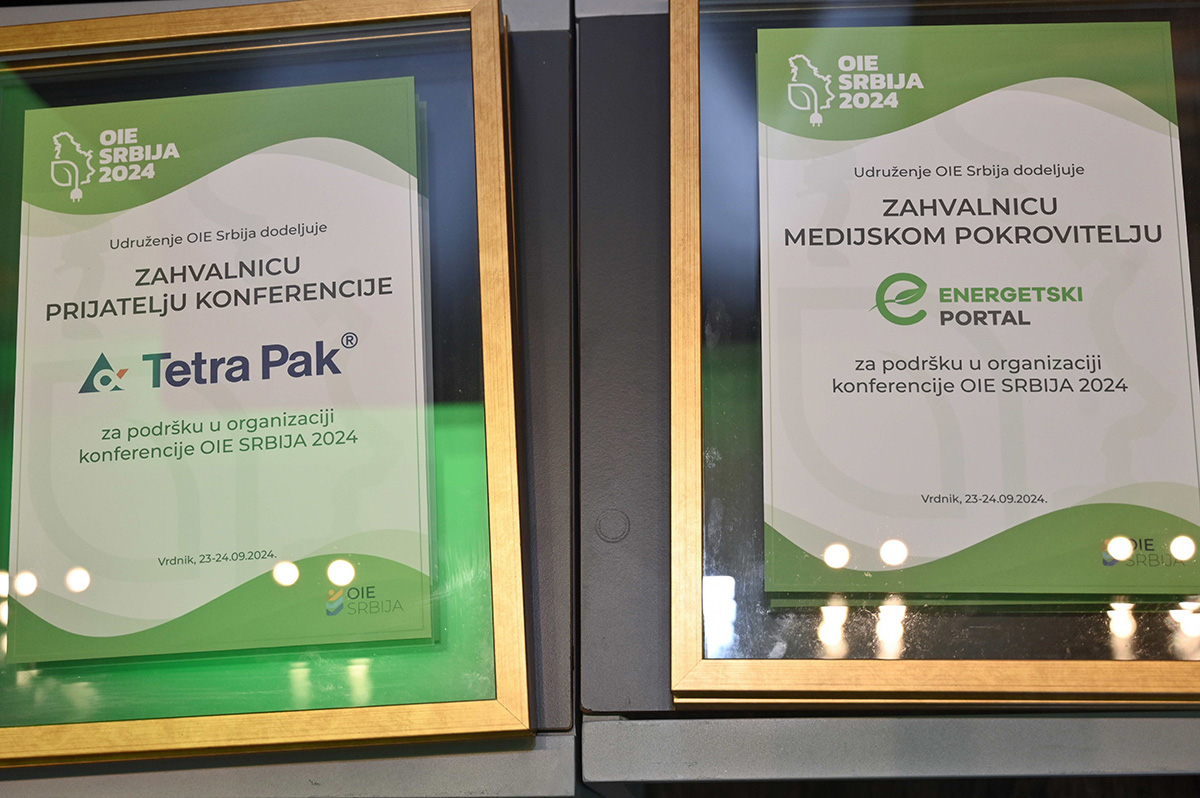 OIE
SRBIJA
2024
Udruženje OIE Srbija dodeljuje
ZAHVALNICU
PRIJATELjU KONFERENCIJE
Tetra Pak®
za podršku u organizaciji
konferencije OIE SRBIJA 2024
Vrdnik, 23-24.09.2024.
OIE
SRBIJA
OIE
SRBIJA
2024
Udruženje OIE Srbija dodeljuje
ZAHVALNICU
MEDIJSKOM POKROVITELJU
ENERGETSKI
PORTAL
za podršku u organizaciji
konferencije OIE SRBIJA 2024
Vrdnik, 23-24.09.2024.
OIE
SRBIJA